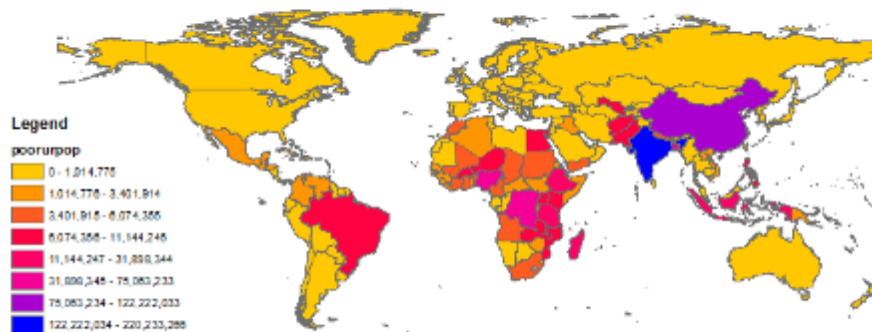 Legend
poorurpop
0 - 1,014,775
1,014,776 - 3,401,914
3,401,915 - 6,074,355
6,074,356 - 11,144,246
11,144,247 - 31,898,344
31,898,345 - 75,063,233
75,063,234 - 122,222,033
122,222,034 - 220,233,255